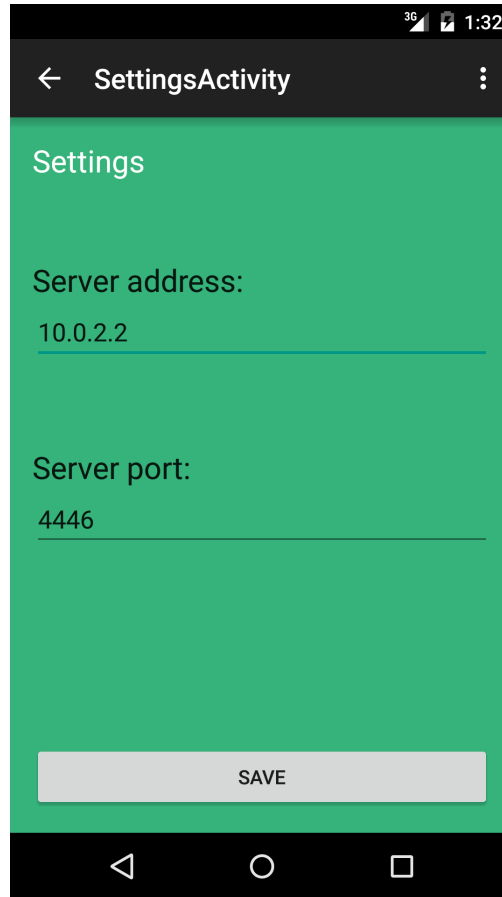 3G 1:32
SettingsActivity
Settings
Server address:
10.0.2.2
Server port:
4446
SAVE